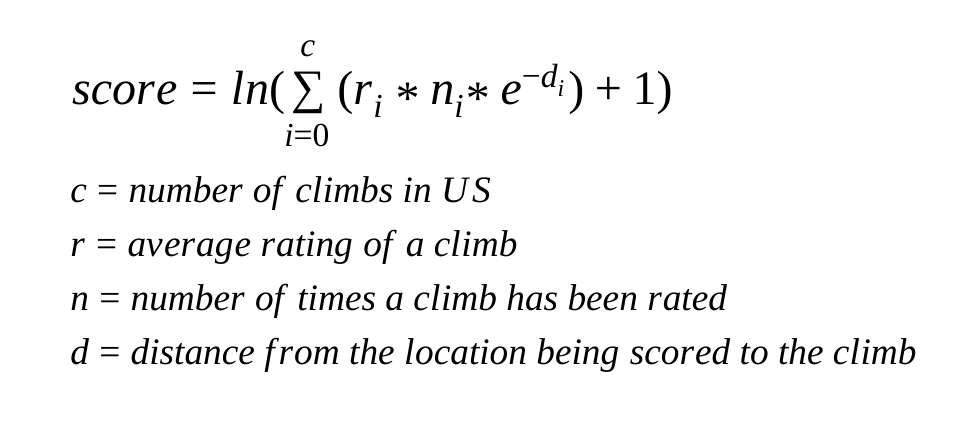 score = ln(∑_{i=0}^{c} (r_i * n_i * e^{−d_i}) + 1)
c = number of climbs in US
r = average rating of a climb
n = number of times a climb has been rated
d = distance from the location being scored to the climb